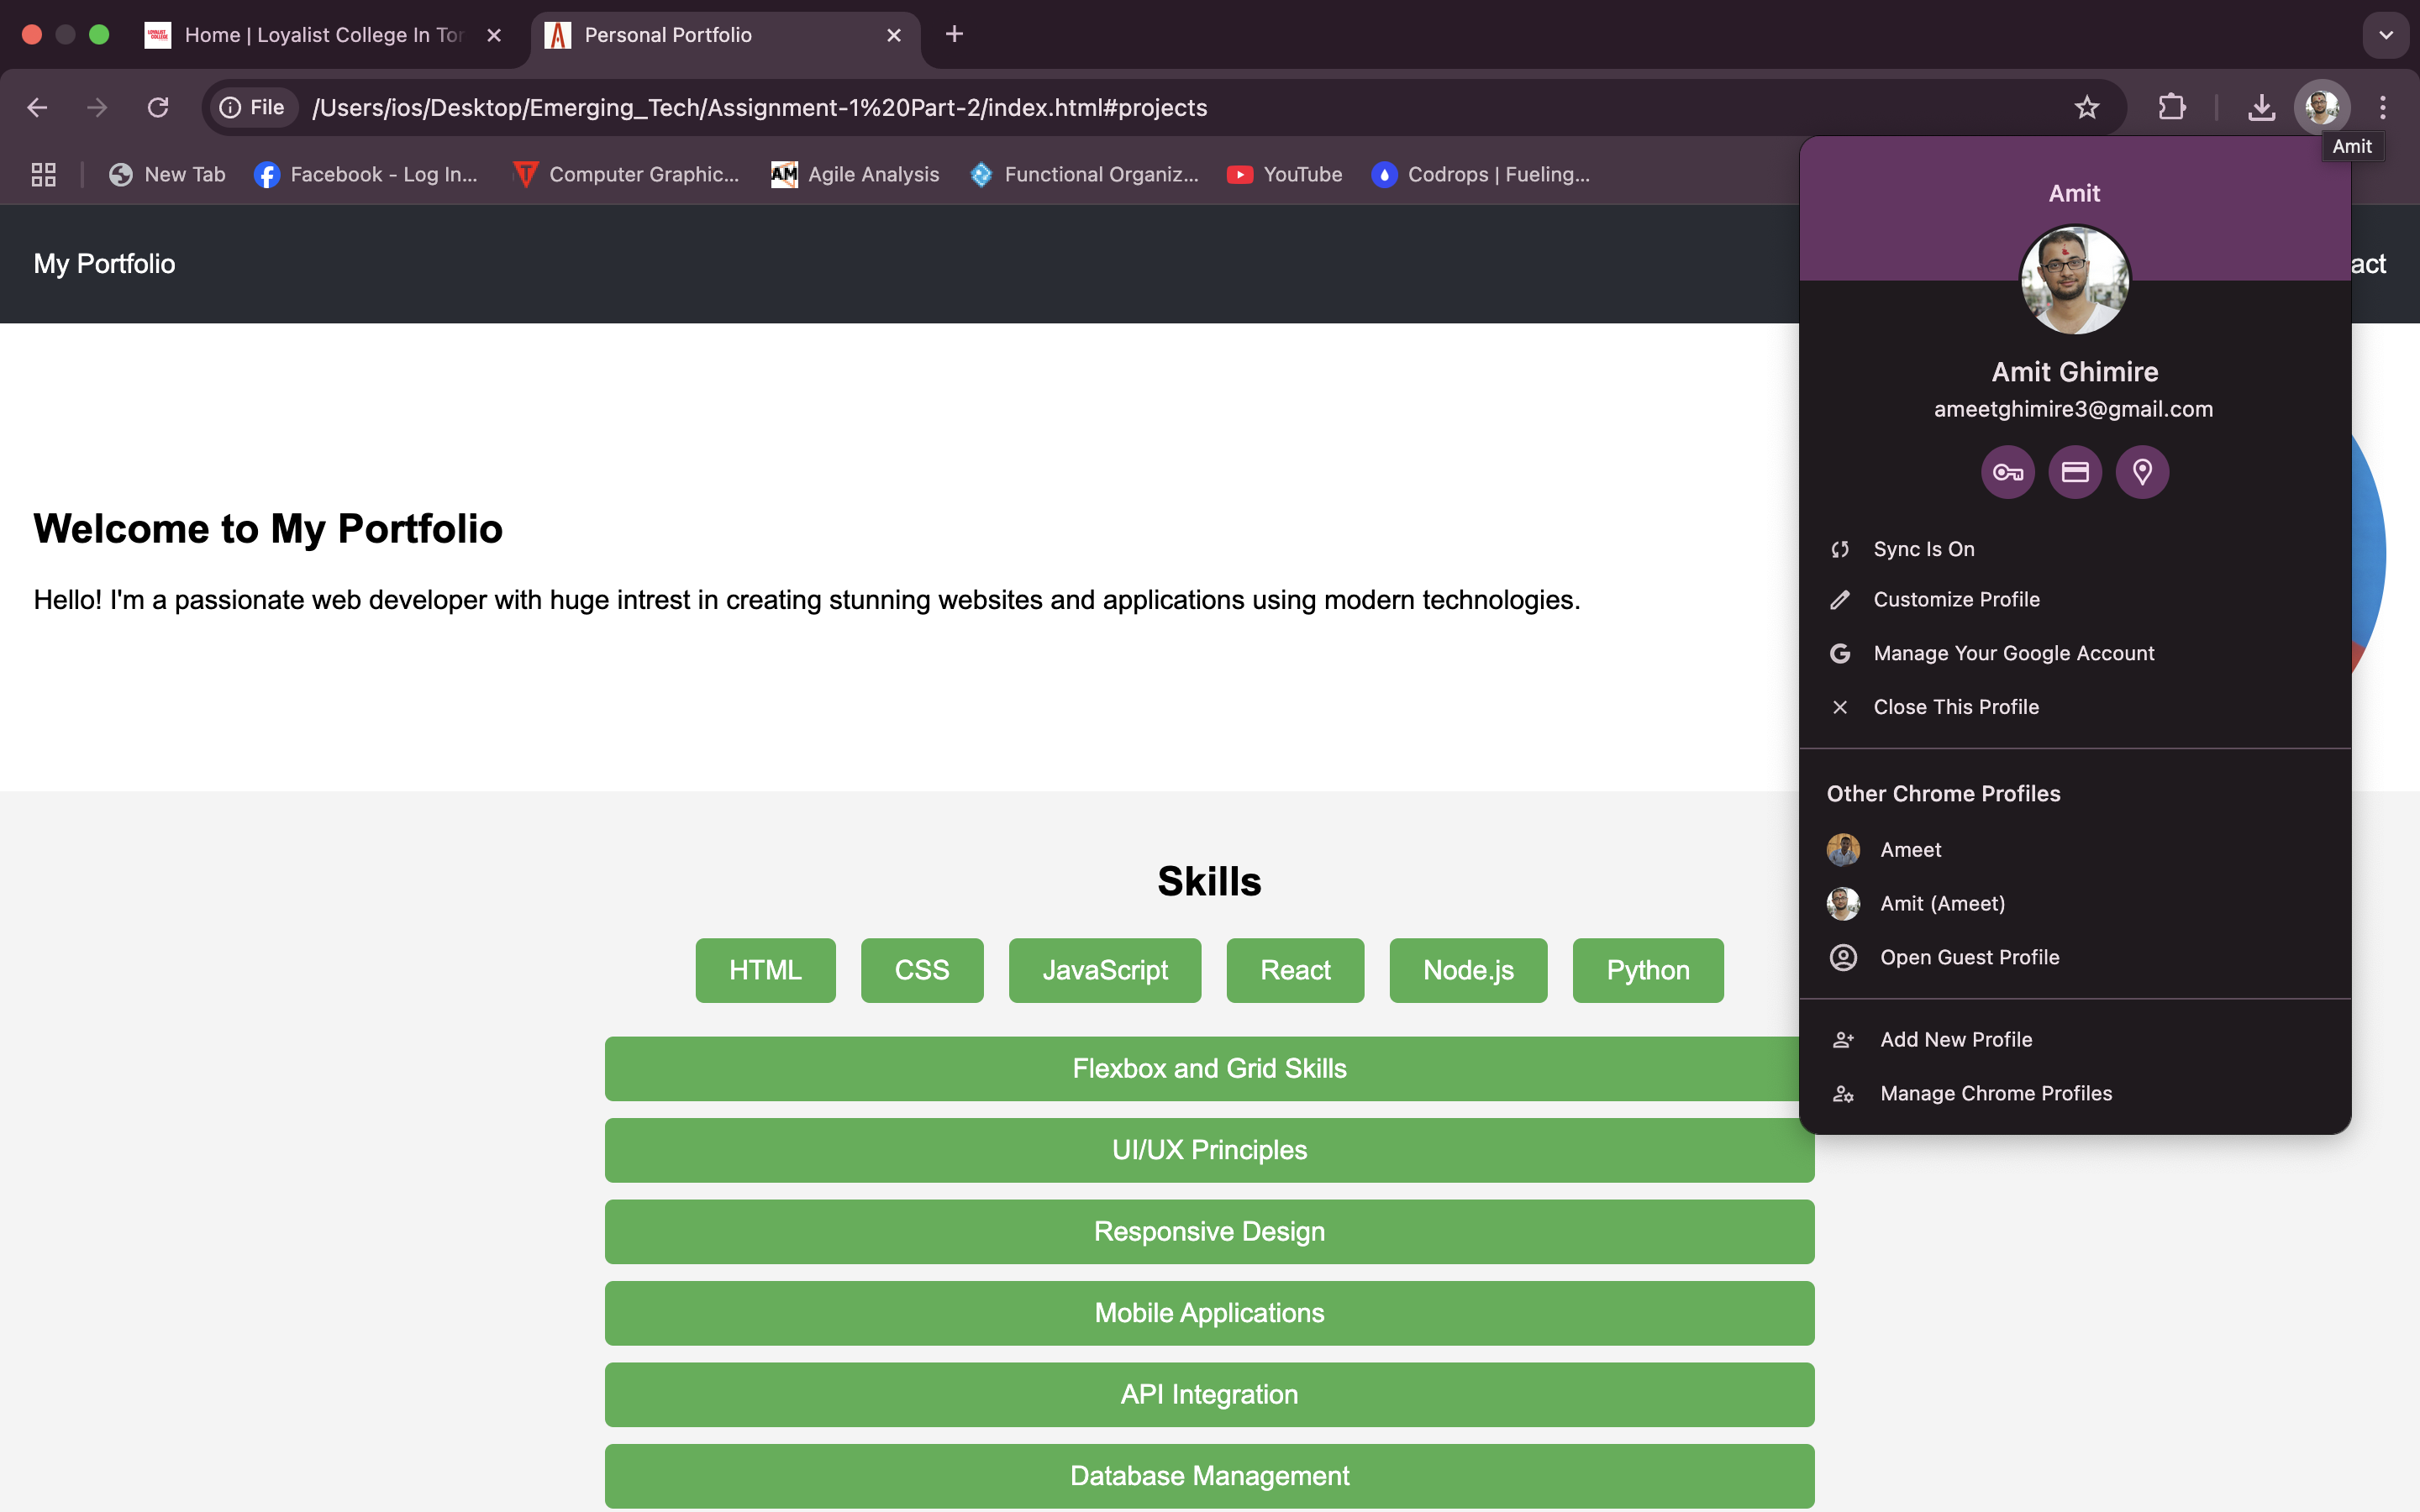 Home | Loyalist College In Tor
Personal Portfolio
File
/Users/ios/Desktop/Emerging_Tech/Assignment-1%20Part-2/index.html#projects
New Tab
Facebook - Log In...
Computer Graphic...
AM
Agile Analysis
Functional Organiz...
YouTube
Codrops | Fueling...
Amit
Amit
My Portfolio
act
Amit Ghimire
ameetghimire3@gmail.com
Sync Is On
Customize Profile
Manage Your Google Account
Close This Profile
Other Chrome Profiles
Ameet
Amit (Ameet)
Open Guest Profile
Add New Profile
Manage Chrome Profiles
Welcome to My Portfolio
Hello! I'm a passionate web developer with huge intrest in creating stunning websites and applications using modern technologies.
Skills
HTML
CSS
JavaScript
React
Node.js
Python
Flexbox and Grid Skills
UI/UX Principles
Responsive Design
Mobile Applications
API Integration
Database Management